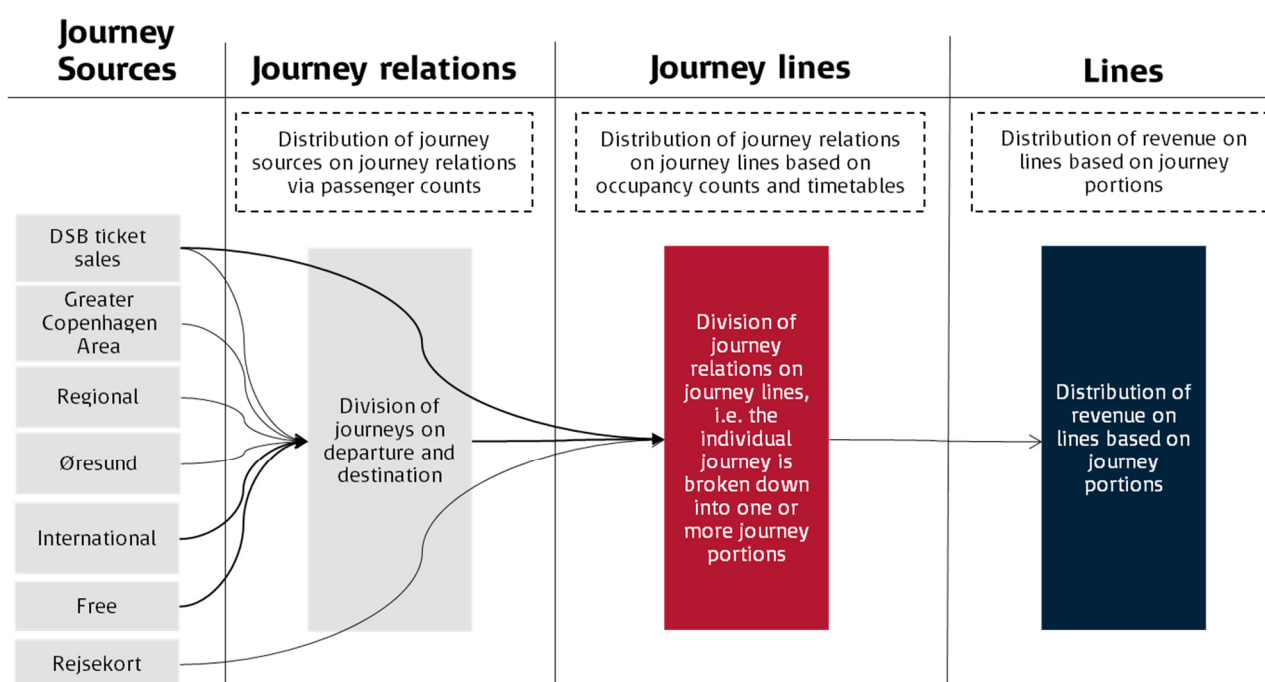 Journey
Sources
Journey relations
Journey lines
Lines
Distribution of journey
sources on journey relations
via passenger counts
Distribution of journey relations
on journey lines based on
occupancy counts and timetables
Distribution of revenue on
lines based on journey
portions
DSB ticket
sales
Greater
Copenhagen
Area
Regional
Øresund
International
Free
Rejsekort
Division of
journeys on
departure and
destination
Division of
journey
relations on
journey lines,
i.e. the
individual
journey is
broken down
into one or
more journey
portions
Distribution of
revenue on
lines based on
journey
portions